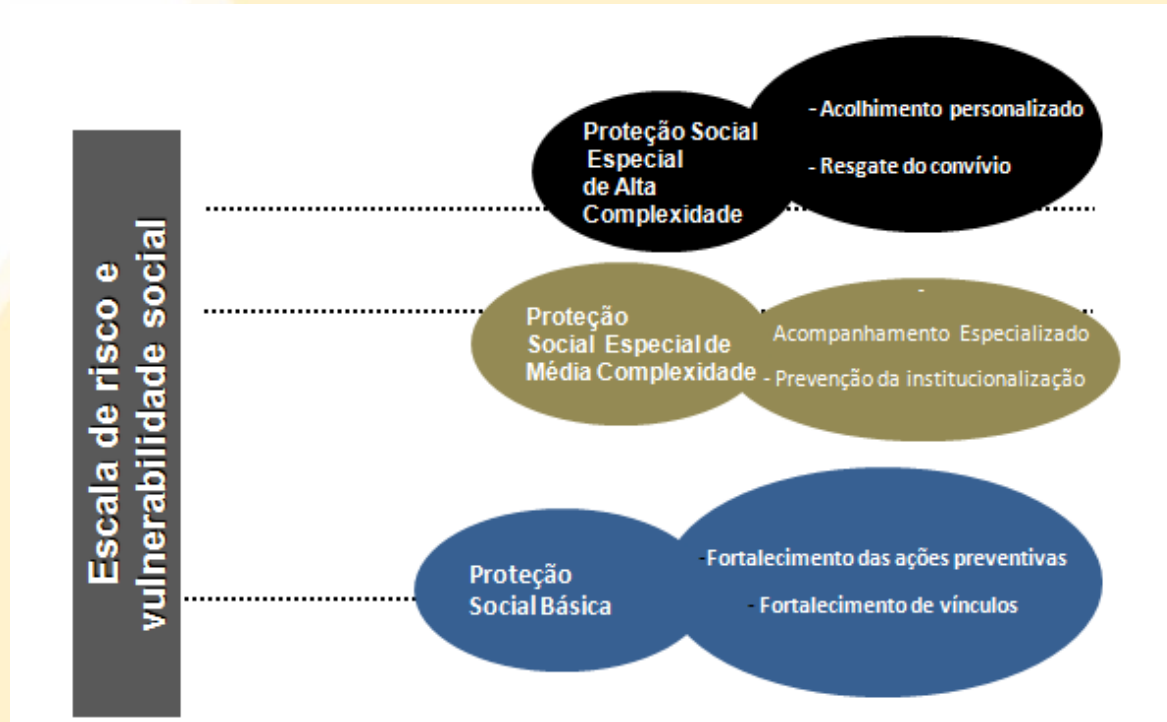 Escala de risco e
vulnerabilidade social
Proteção Social
Especial
de Alta
Complexidade
- Acolhimento personalizado
- Resgate do convívio
Proteção
Social Especial de
Média Complexidade
-
Acompanhamento Especializado
- Prevenção da institucionalização
Proteção
Social Básica
-Fortalecimento das ações preventivas
- Fortalecimento de vínculos